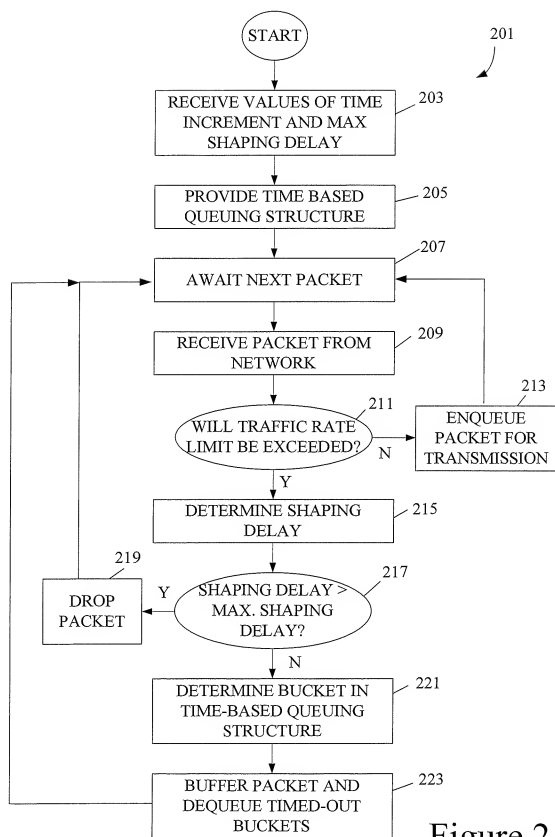 START
201
RECEIVE VALUES OF TIME
INCREMENT AND MAX
SHAPING DELAY
203
PROVIDE TIME BASED
QUEUING STRUCTURE
205
207
AWAIT NEXT PACKET
RECEIVE PACKET FROM
NETWORK
209
211
WILL TRAFFIC RATE
LIMIT BE EXCEEDED?
N
213
ENQUEUE
PACKET FOR
TRANSMISSION
Y
DETERMINE SHAPING
DELAY
215
217
SHAPING DELAY >
MAX. SHAPING
DELAY?
Y
219
DROP
PACKET
N
DETERMINE BUCKET IN
TIME-BASED QUEUING
STRUCTURE
221
BUFFER PACKET AND
DEQUEUE TIMED-OUT
BUCKETS
223
Figure 2